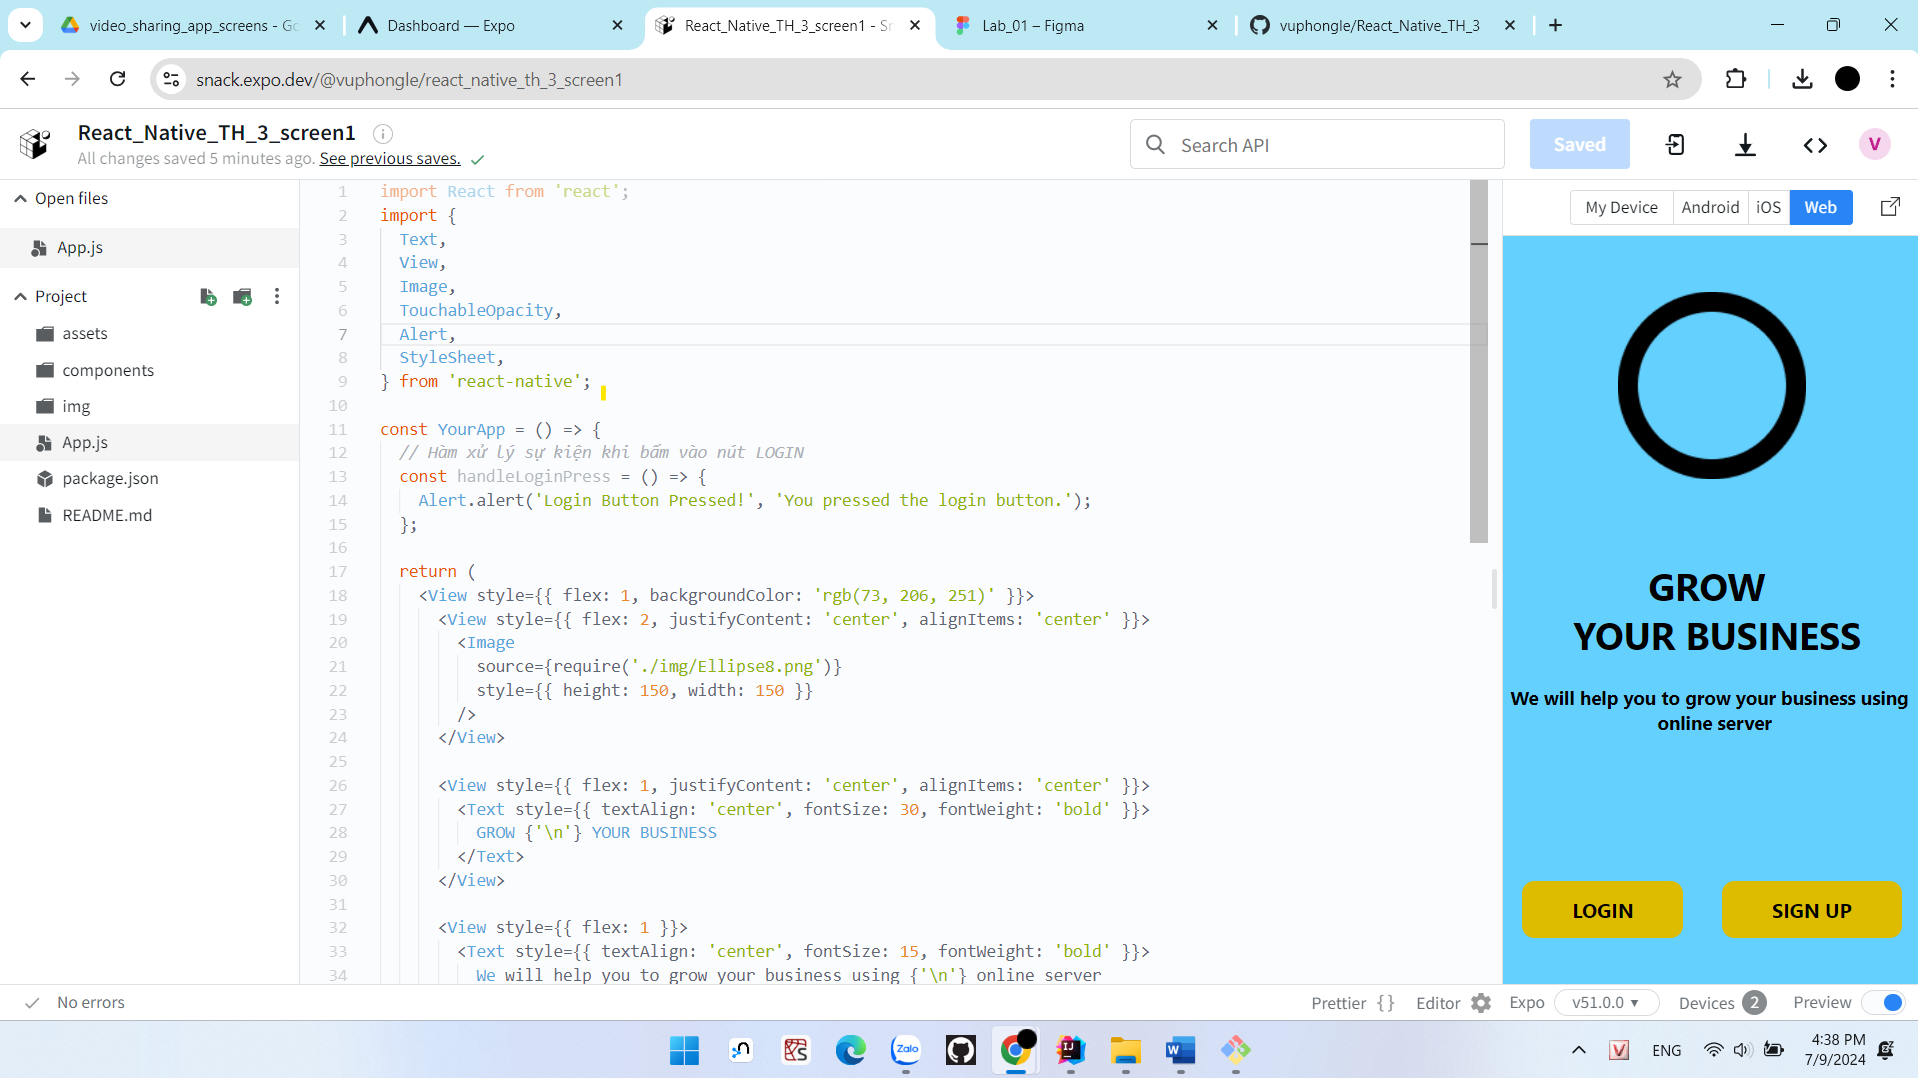 video_sharing_app_screens - Go
Dashboard — Expo
React_Native_TH_3_screen1 - Sn
Lab_01 – Figma
vuphongle/React_Native_TH_3
snack.expo.dev/@vuphongle/react_native_th_3_screen1
React_Native_TH_3_screen1
All changes saved 5 minutes ago. See previous saves.
Search API
Saved
V
Open files
App.js
Project
assets
components
img
App.js
package.json
README.md
1 import React from 'react';
2 import {
3 Text,
4 View,
5 Image,
6 TouchableOpacity,
7 Alert,
8 StyleSheet,
9 } from 'react-native';
10
11 const YourApp = () => {
12 // Hàm xử lý sự kiện khi bấm vào nút LOGIN
13 const handleLoginPress = () => {
14 Alert.alert('Login Button Pressed!', 'You pressed the login button.');
15 };
16
17 return (
18 <View style={{ flex: 1, backgroundColor: 'rgb(73, 206, 251)' }}>
19 <View style={{ flex: 2, justifyContent: 'center', alignItems: 'center' }}>
20 <Image
21 source={require('./img/Ellipse8.png')}
22 style={{ height: 150, width: 150 }}
23 />
24 </View>
25
26 <View style={{ flex: 1, justifyContent: 'center', alignItems: 'center' }}>
27 <Text style={{ textAlign: 'center', fontSize: 30, fontWeight: 'bold' }}>
28 GROW {'\n'} YOUR BUSINESS
29 </Text>
30 </View>
31
32 <View style={{ flex: 1 }}>
33 <Text style={{ textAlign: 'center', fontSize: 15, fontWeight: 'bold' }}>
34 We will help you to grow your business using {'\n'} online server
My Device Android iOS Web
GROW
YOUR BUSINESS
We will help you to grow your business using
online server
LOGIN
SIGN UP
No errors
Prettier { }
Editor
Expo v51.0.0
Devices 2
Preview
Zalo
IJ
W
V
ENG
4:38 PM
7/9/2024